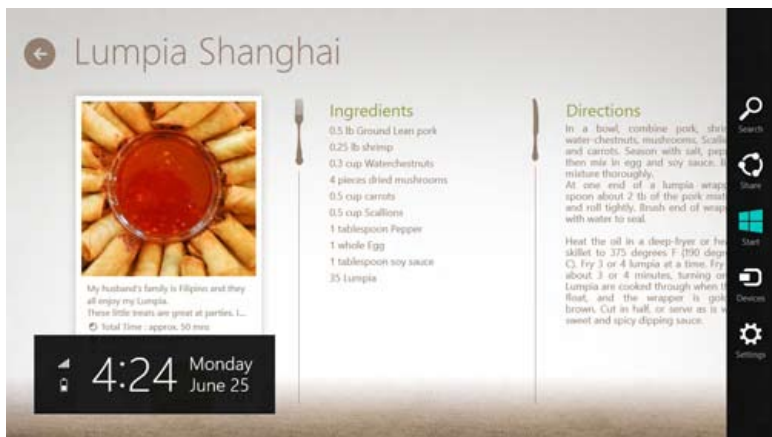 Lumpia Shanghai
My husband's family is Filipino and they
all enjoy my Lumpia.
These little treats are great at parties. I...
Total Time : approx. 50 mins
Ingredients
0.5 lb Ground Lean pork
0.25 lb shrimp
0.3 cup Waterchestnuts
4 pieces dried mushrooms
0.5 cup carrots
0.5 cup Scallions
1 tablespoon Pepper
1 whole Egg
1 tablespoon soy sauce
35 Lumpia
Directions
In a bowl, combine pork,
water-chestnuts, mushrooms,
and carrots. Season with salt,
then mix in egg and soy sauce.
mixture thoroughly.
At one end of a lumpia
spoon about 2 tb of the pork
and roll tightly. Brush end of
with water to seal.
Heat the oil in a deep-fryer or
skillet to 375 degrees F (190
C). Fry 3 or 4 lumpia at a time. Fry
about 3 or 4 minutes, turning
Lumpia are cooked through when
float, and the wrapper is
brown. Cut in half, or serve as is
sweet and spicy dipping sauce.
Search
Share
Start
Devices
Settings
4:24
Monday
June 25